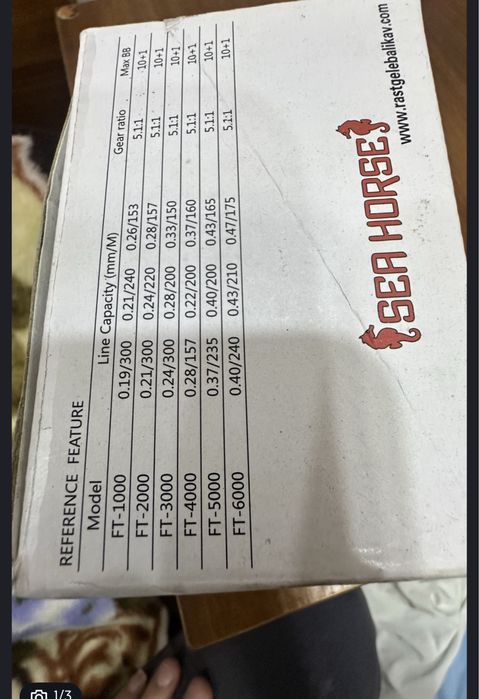 REFERENCE FEATURE
Model Line Capacity (mm/M) Gear ratio Max BB
FT-1000 0.19/300 0.21/240 0.26/153 5.1:1 10+1
FT-2000 0.21/300 0.24/220 0.28/157 5.1:1 10+1
FT-3000 0.24/300 0.28/200 0.33/150 5.1:1 10+1
FT-4000 0.28/157 0.22/200 0.37/160 5.1:1 10+1
FT-5000 0.37/235 0.40/200 0.43/165 5.1:1 10+1
FT-6000 0.40/240 0.43/210 0.47/175 5.1:1 10+1
SEA HORSE
www.rastgelebalikav.com
1/3